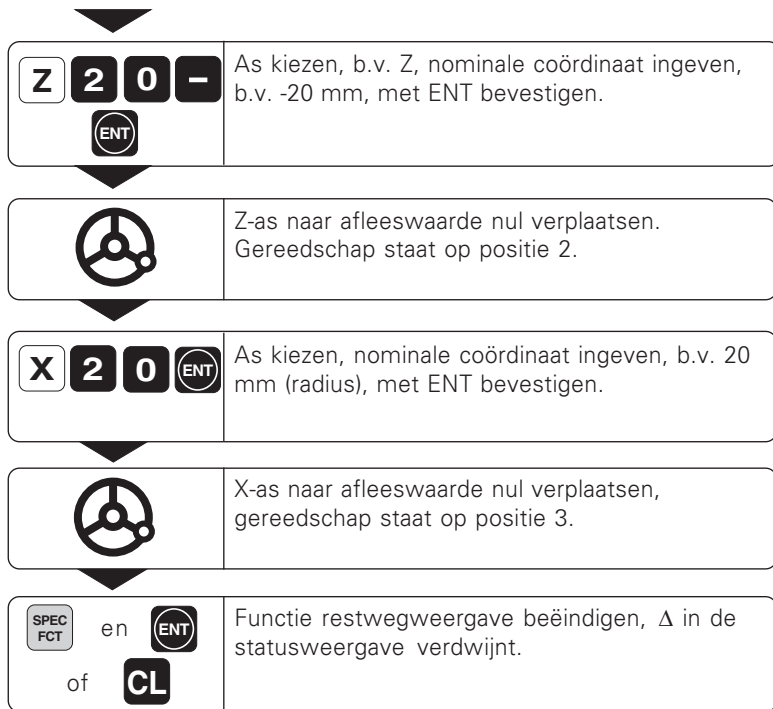 Z 2 0 –
ENT
As kiezen, b.v. Z, nominale coördinaat ingeven,
b.v. -20 mm, met ENT bevestigen.
Z-as naar afleeswaarde nul verplaatsen.
Gereedschap staat op positie 2.
X 2 0 ENT
As kiezen, nominale coördinaat ingeven, b.v. 20
mm (radius), met ENT bevestigen.
X-as naar afleeswaarde nul verplaatsen,
gereedschap staat op positie 3.
SPEC
FCT en ENT
of CL
Functie restwegweergave beëindigen, Δ in de
statusweergave verdwijnt.